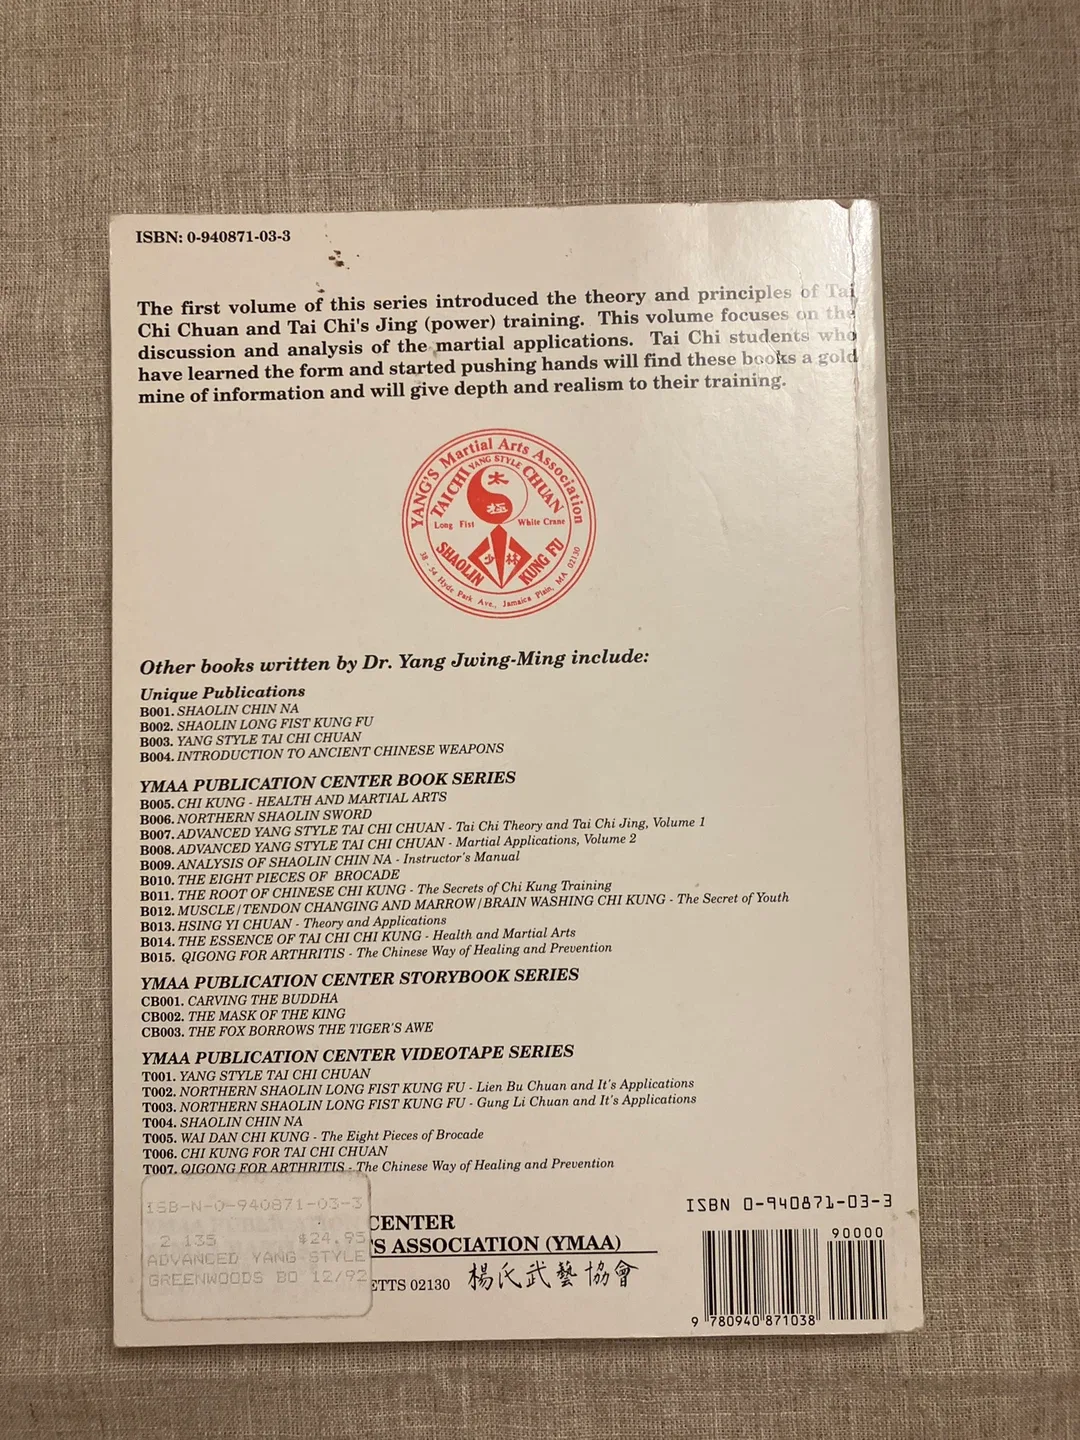 ISBN: 0-940871-03-3
The first volume of this series introduced the theory and principles of Tai
Chi Chuan and Tai Chi's Jing (power) training. This volume focuses on the
discussion and analysis of the martial applications. Tai Chi students who
have learned the form and started pushing hands will find these books a gold
mine of information and will give depth and realism to their training.
YANG'S Martial Arts Association
YANG STYLE
TAICHI CHUAN
太
極
Long Fist White Crane
少林
SHAOLIN KUNG FU
38 - 54 Hyde Park Ave., Jamaica Plain, MA 02130
Other books written by Dr. Yang Jwing-Ming include:
Unique Publications
B001. SHAOLIN CHIN NA
B002. SHAOLIN LONG FIST KUNG FU
B003. YANG STYLE TAI CHI CHUAN
B004. INTRODUCTION TO ANCIENT CHINESE WEAPONS
YMAA PUBLICATION CENTER BOOK SERIES
B005. CHI KUNG - HEALTH AND MARTIAL ARTS
B006. NORTHERN SHAOLIN SWORD
B007. ADVANCED YANG STYLE TAI CHI CHUAN - Tai Chi Theory and Tai Chi Jing, Volume 1
B008. ADVANCED YANG STYLE TAI CHI CHUAN - Martial Applications, Volume 2
B009. ANALYSIS OF SHAOLIN CHIN NA - Instructor's Manual
B010. THE EIGHT PIECES OF BROCADE
B011. THE ROOT OF CHINESE CHI KUNG - The Secrets of Chi Kung Training
B012. MUSCLE/TENDON CHANGING AND MARROW/BRAIN WASHING CHI KUNG - The Secret of Youth
B013. HSING YI CHUAN - Theory and Applications
B014. THE ESSENCE OF TAI CHI CHI KUNG - Health and Martial Arts
B015. QIGONG FOR ARTHRITIS - The Chinese Way of Healing and Prevention
YMAA PUBLICATION CENTER STORYBOOK SERIES
CB001. CARVING THE BUDDHA
CB002. THE MASK OF THE KING
CB003. THE FOX BORROWS THE TIGER'S AWE
YMAA PUBLICATION CENTER VIDEOTAPE SERIES
T001. YANG STYLE TAI CHI CHUAN
T002. NORTHERN SHAOLIN LONG FIST KUNG FU - Lien Bu Chuan and It's Applications
T003. NORTHERN SHAOLIN LONG FIST KUNG FU - Gung Li Chuan and It's Applications
T004. SHAOLIN CHIN NA
T005. WAI DAN CHI KUNG - The Eight Pieces of Brocade
T006. CHI KUNG FOR TAI CHI CHUAN
T007. QIGONG FOR ARTHRITIS - The Chinese Way of Healing and Prevention
ISB-N-0-940871-03-3
2 135 $24.95
ADVANCED YANG STYLE
GREENWOODS BO 12/92
CENTER
'S ASSOCIATION (YMAA)
ETTS 02130 楊氏武藝協會
ISBN 0-940871-03-3
90000
9 780940 871038